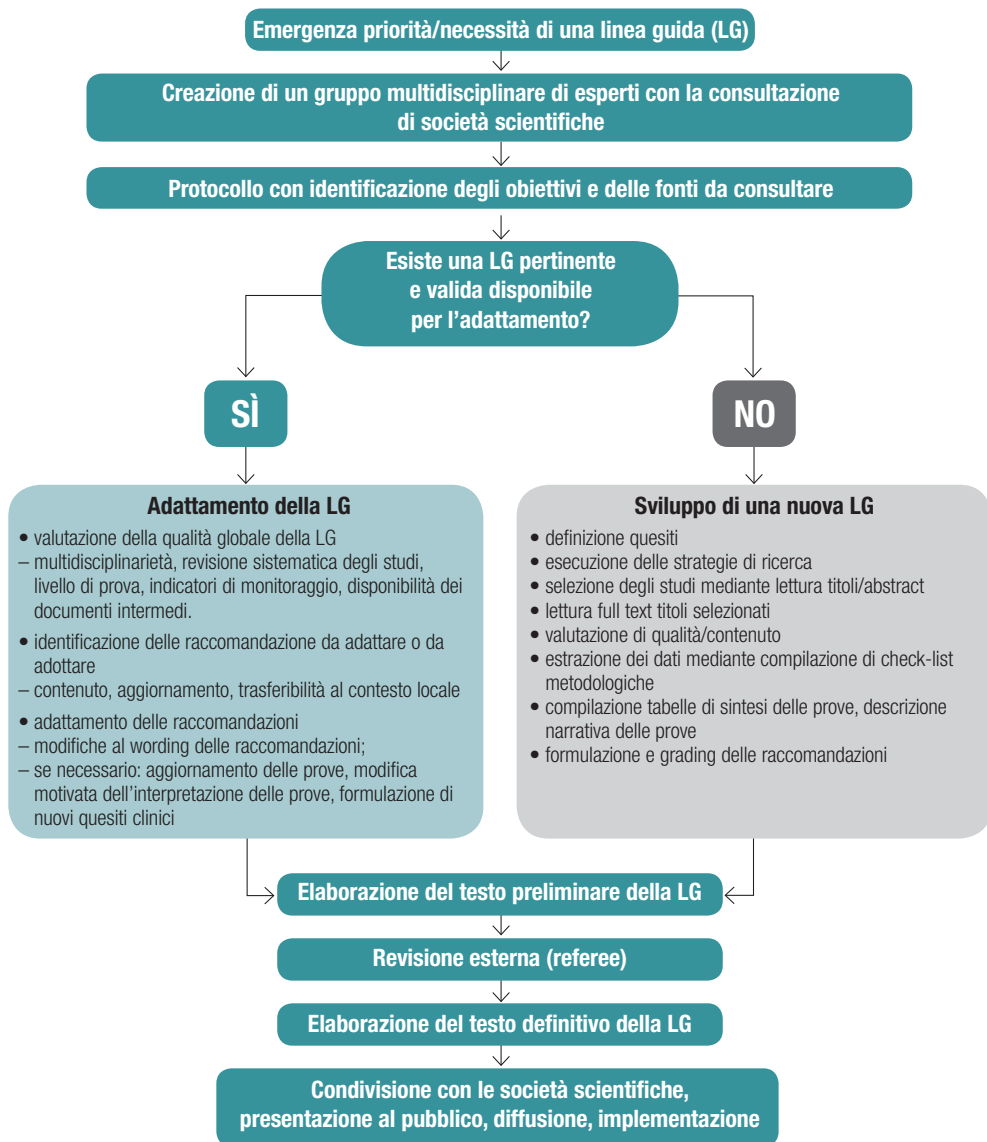 Emergenza priorità/necessità di una linea guida (LG)
Creazione di un gruppo multidisciplinare di esperti con la consultazione
di società scientifiche
Protocollo con identificazione degli obiettivi e delle fonti da consultare
Esiste una LG pertinente
e valida disponibile
per l’adattamento?
SÌ
NO
Adattamento della LG
• valutazione della qualità globale della LG
– multidisciplinarietà, revisione sistematica degli studi,
livello di prova, indicatori di monitoraggio, disponibilità dei
documenti intermedi.
• identificazione delle raccomandazione da adattare o da
adottare
– contenuto, aggiornamento, trasferibilità al contesto locale
• adattamento delle raccomandazioni
– modifiche al wording delle raccomandazioni;
– se necessario: aggiornamento delle prove, modifica
motivata dell’interpretazione delle prove, formulazione di
nuovi quesiti clinici
Sviluppo di una nuova LG
• definizione quesiti
• esecuzione delle strategie di ricerca
• selezione degli studi mediante lettura titoli/abstract
• lettura full text titoli selezionati
• valutazione di qualità/contenuto
• estrazione dei dati mediante compilazione di check-list
metodologiche
• compilazione tabelle di sintesi delle prove, descrizione
narrativa delle prove
• formulazione e grading delle raccomandazioni
Elaborazione del testo preliminare della LG
Revisione esterna (referee)
Elaborazione del testo definitivo della LG
Condivisione con le società scientifiche,
presentazione al pubblico, diffusione, implementazione